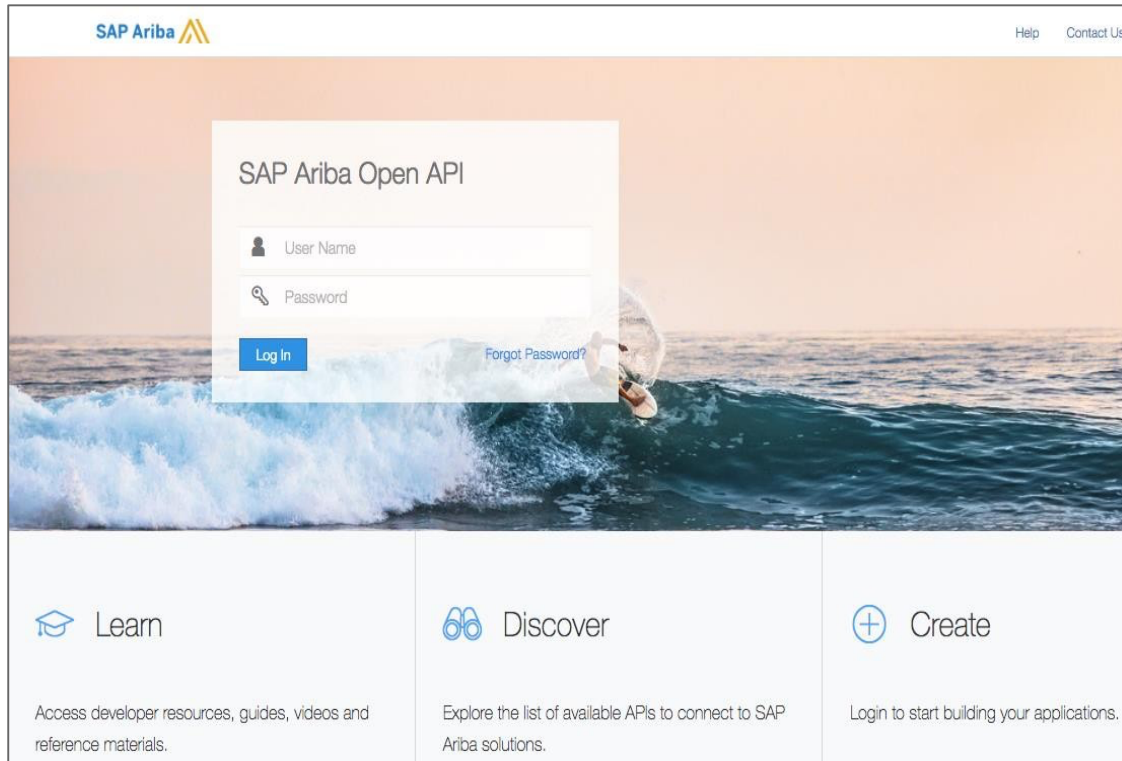 SAP Ariba
Help
Contact Us
SAP Ariba Open API
User Name
Password
Log In
Forgot Password?
Learn
Discover
Create
Access developer resources, guides, videos and
reference materials.
Explore the list of available APIs to connect to SAP
Ariba solutions.
Login to start building your applications.